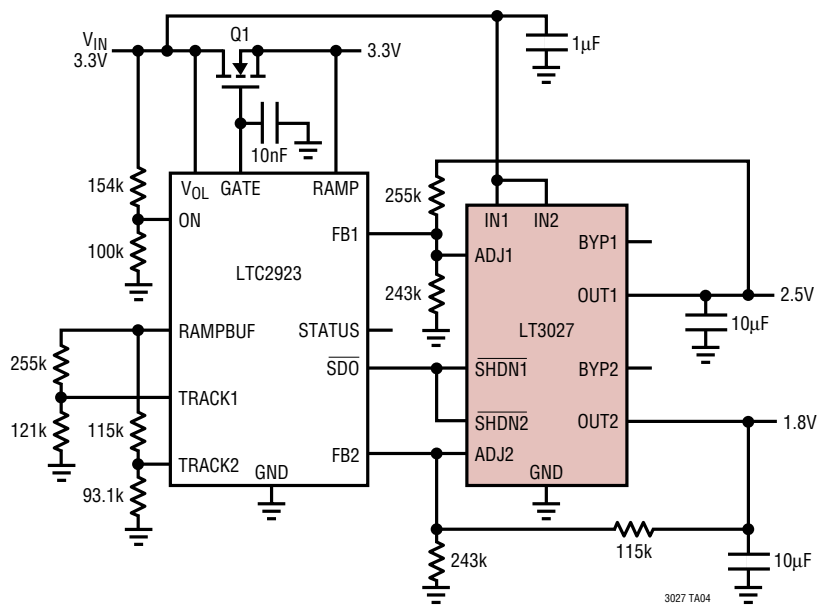 VIN
3.3V
Q1
3.3V
1µF
10nF
154k
VOL GATE RAMP
ON
100k
255k
FB1
IN1 IN2
ADJ1
BYP1
LTC2923
243k
OUT1
2.5V
10µF
RAMPBUF
STATUS
LT3027
255k
SDO
SHDN1
BYP2
TRACK1
121k
115k
SHDN2
OUT2
1.8V
TRACK2
FB2
ADJ2
GND
GND
93.1k
243k
115k
10µF
3027 TA04